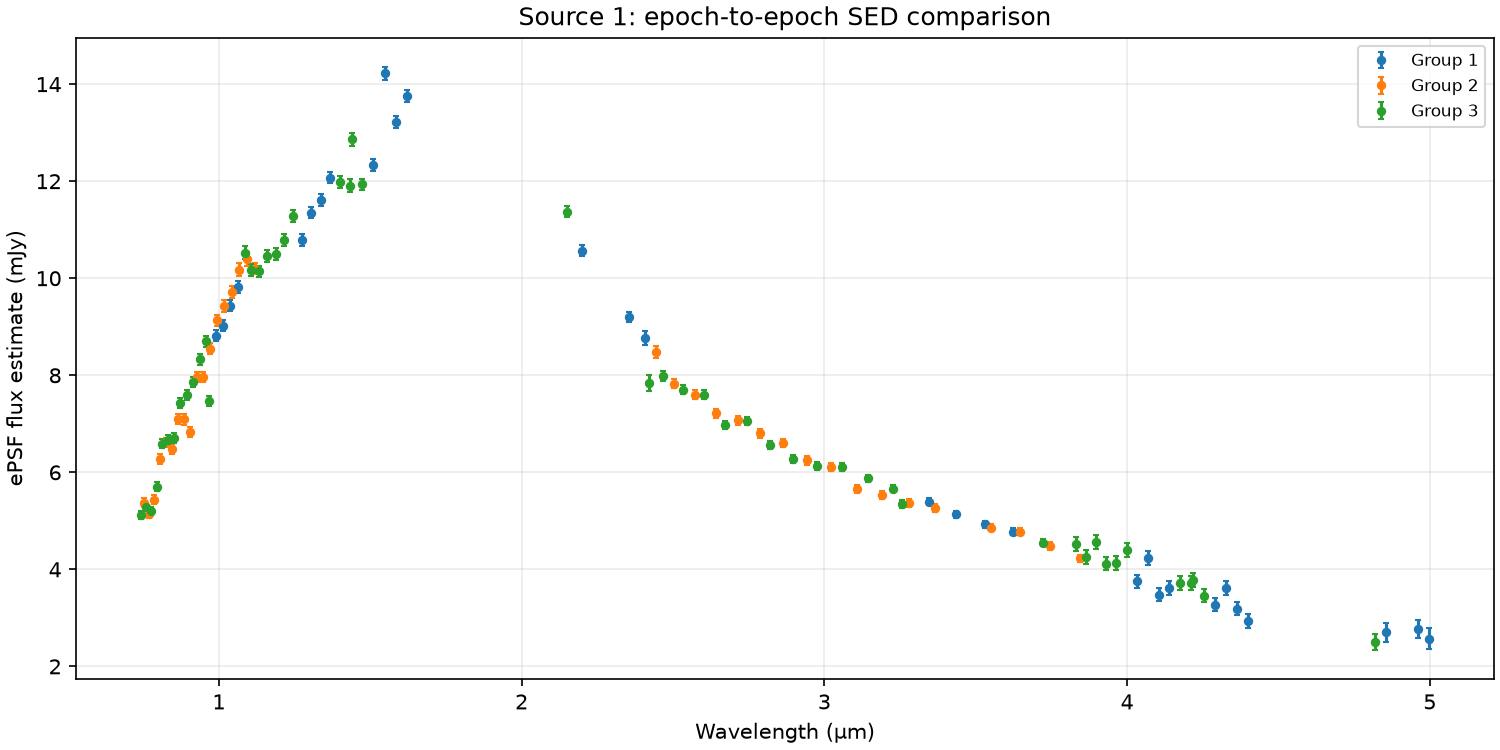 Source 1: epoch-to-epoch SED comparison
ePSF flux estimate (mJy)
14
12
10
8
6
4
2
Group 1
Group 2
Group 3
1 2 3 4 5
Wavelength (μm)